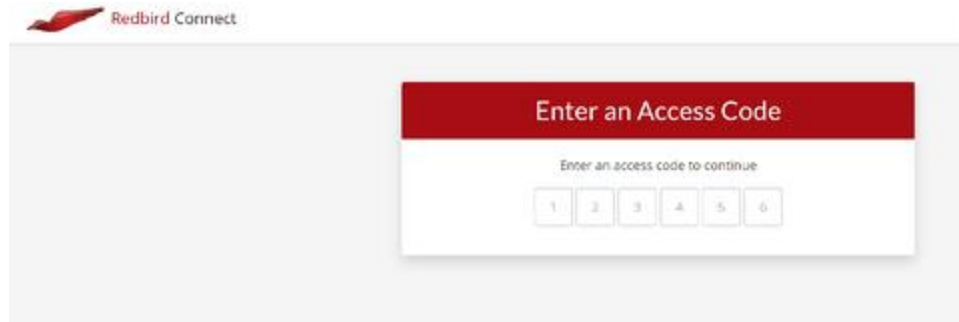 Redbird Connect
Enter an Access Code
Enter an access code to continue
1 2 3 4 5 6